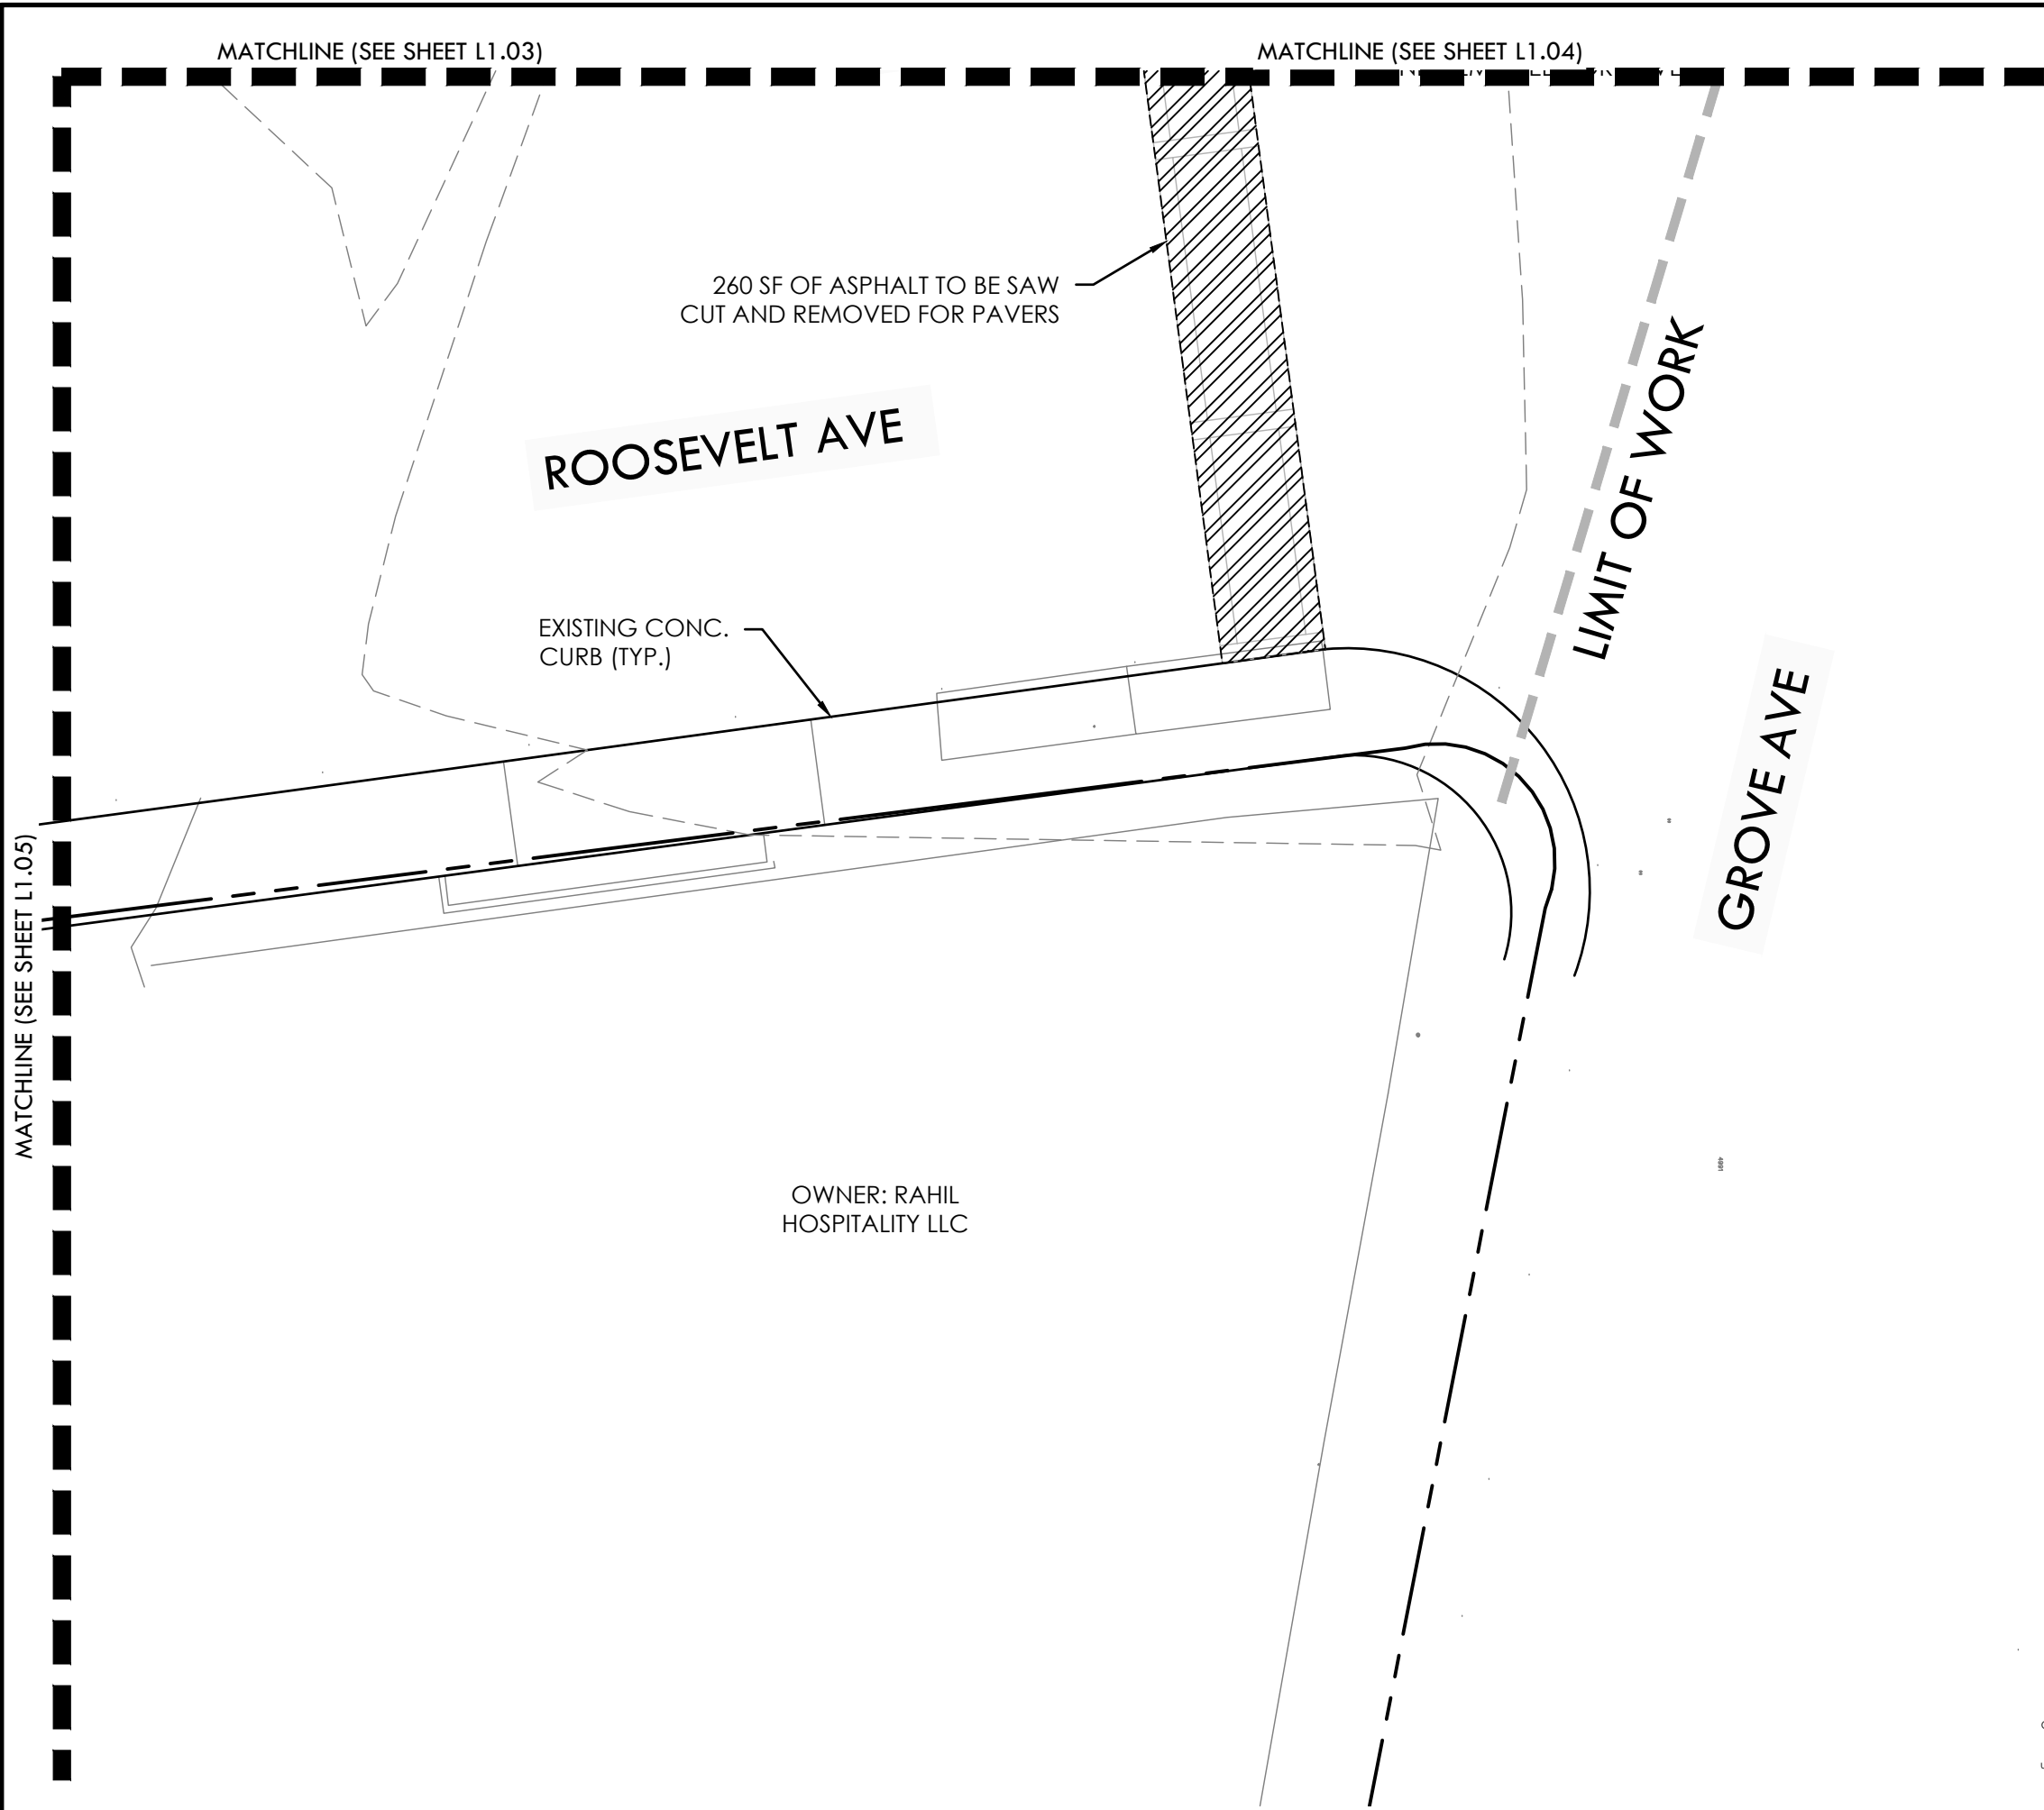 MATCHLINE (SEE SHEET L1.03)
MATCHLINE (SEE SHEET L1.04)
260 SF OF ASPHALT TO BE SAW
CUT AND REMOVED FOR PAVERS
ROOSEVELT AVE
LIMIT OF WORK
EXISTING CONC.
CURB (TYP.)
GROVE AVE
MATCHLINE (SEE SHEET L1.05)
OWNER: RAHIL
HOSPITALITY LLC